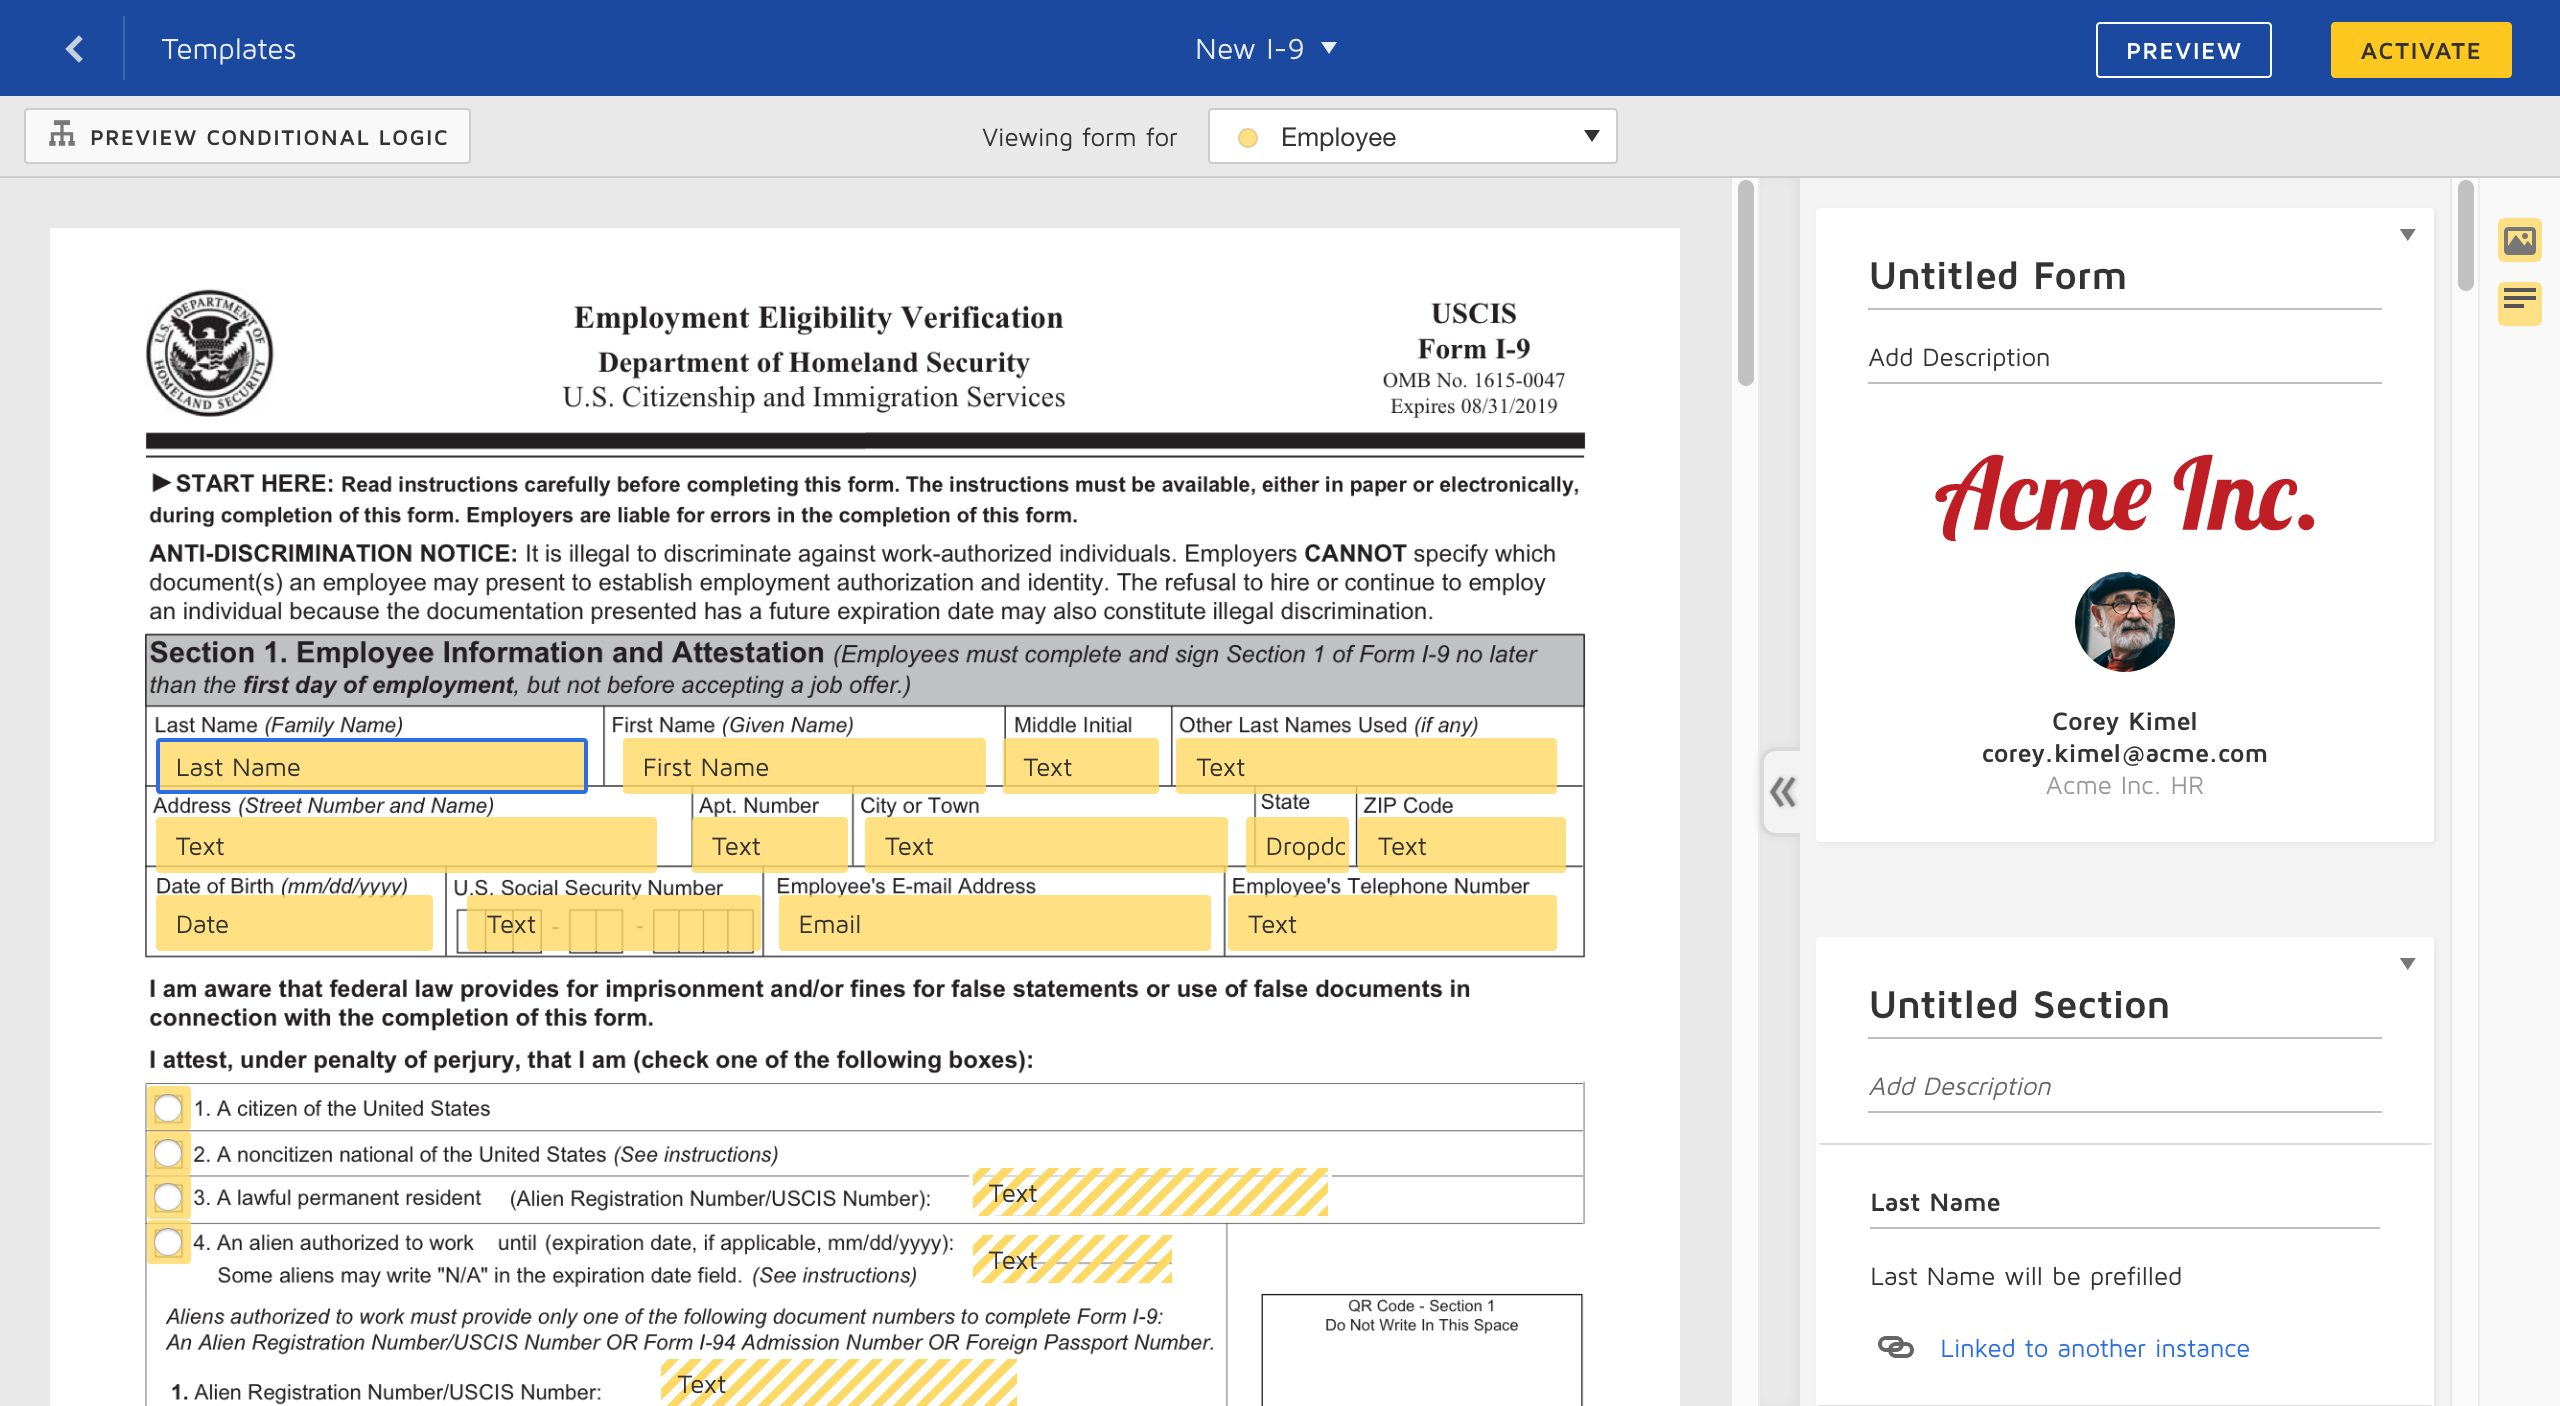 Templates
New I-9
PREVIEW
ACTIVATE
PREVIEW CONDITIONAL LOGIC
Viewing form for
Employee
U.S. DEPARTMENT OF HOMELAND SECURITY
Employment Eligibility Verification
Department of Homeland Security
U.S. Citizenship and Immigration Services
USCIS
Form I-9
OMB No. 1615-0047
Expires 08/31/2019
►START HERE: Read instructions carefully before completing this form. The instructions must be available, either in paper or electronically,
during completion of this form. Employers are liable for errors in the completion of this form.
ANTI-DISCRIMINATION NOTICE: It is illegal to discriminate against work-authorized individuals. Employers CANNOT specify which
document(s) an employee may present to establish employment authorization and identity. The refusal to hire or continue to employ
an individual because the documentation presented has a future expiration date may also constitute illegal discrimination.
Section 1. Employee Information and Attestation (Employees must complete and sign Section 1 of Form I-9 no later
than the first day of employment, but not before accepting a job offer.)
Last Name (Family Name)
First Name (Given Name)
Middle Initial
Other Last Names Used (if any)
Last Name
First Name
Text
Text
Address (Street Number and Name)
Apt. Number
City or Town
State
ZIP Code
Text
Text
Text
Dropdc
Text
Date of Birth (mm/dd/yyyy)
U.S. Social Security Number
Employee's E-mail Address
Employee's Telephone Number
Date
Text
- -
Email
Text
I am aware that federal law provides for imprisonment and/or fines for false statements or use of false documents in
connection with the completion of this form.
I attest, under penalty of perjury, that I am (check one of the following boxes):
1. A citizen of the United States
2. A noncitizen national of the United States (See instructions)
3. A lawful permanent resident (Alien Registration Number/USCIS Number):
Text
4. An alien authorized to work until (expiration date, if applicable, mm/dd/yyyy):
Text
Some aliens may write "N/A" in the expiration date field. (See instructions)
Aliens authorized to work must provide only one of the following document numbers to complete Form I-9:
An Alien Registration Number/USCIS Number OR Form I-94 Admission Number OR Foreign Passport Number.
1. Alien Registration Number/USCIS Number:
Text
QR Code - Section 1
Do Not Write In This Space
Untitled Form
Add Description
Acme Inc.
Corey Kimel
corey.kimel@acme.com
Acme Inc. HR
Untitled Section
Add Description
Last Name
Last Name will be prefilled
Linked to another instance